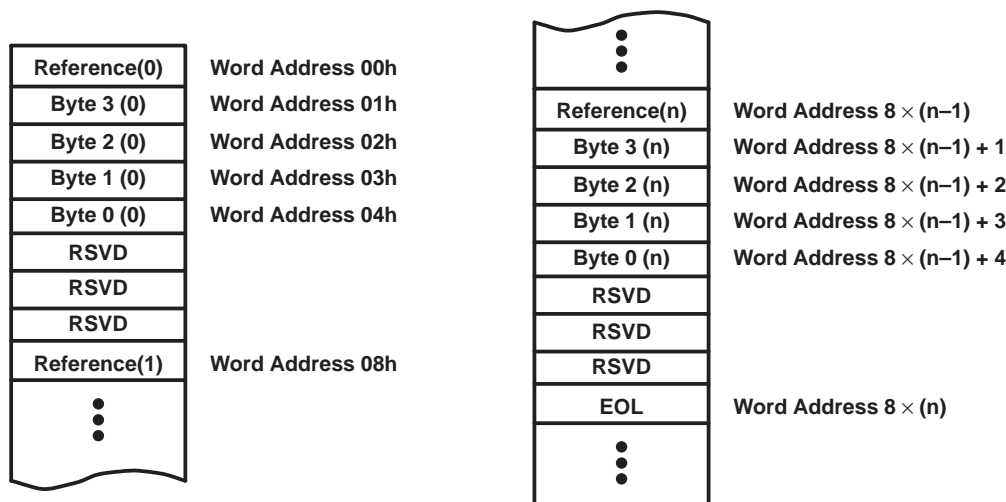 Reference(0) Word Address 00h
Byte 3 (0) Word Address 01h
Byte 2 (0) Word Address 02h
Byte 1 (0) Word Address 03h
Byte 0 (0) Word Address 04h
RSVD
RSVD
RSVD
Reference(1) Word Address 08h
Reference(n) Word Address 8 × (n–1)
Byte 3 (n) Word Address 8 × (n–1) + 1
Byte 2 (n) Word Address 8 × (n–1) + 2
Byte 1 (n) Word Address 8 × (n–1) + 3
Byte 0 (n) Word Address 8 × (n–1) + 4
RSVD
RSVD
RSVD
EOL Word Address 8 × (n)